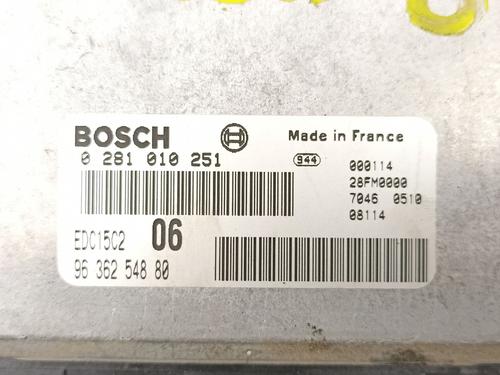 BOSCH
Made in France
0 281 010 251
944
000114
28FM0000
7046 0510
08114
EDC15C2 06
96 362 548 80